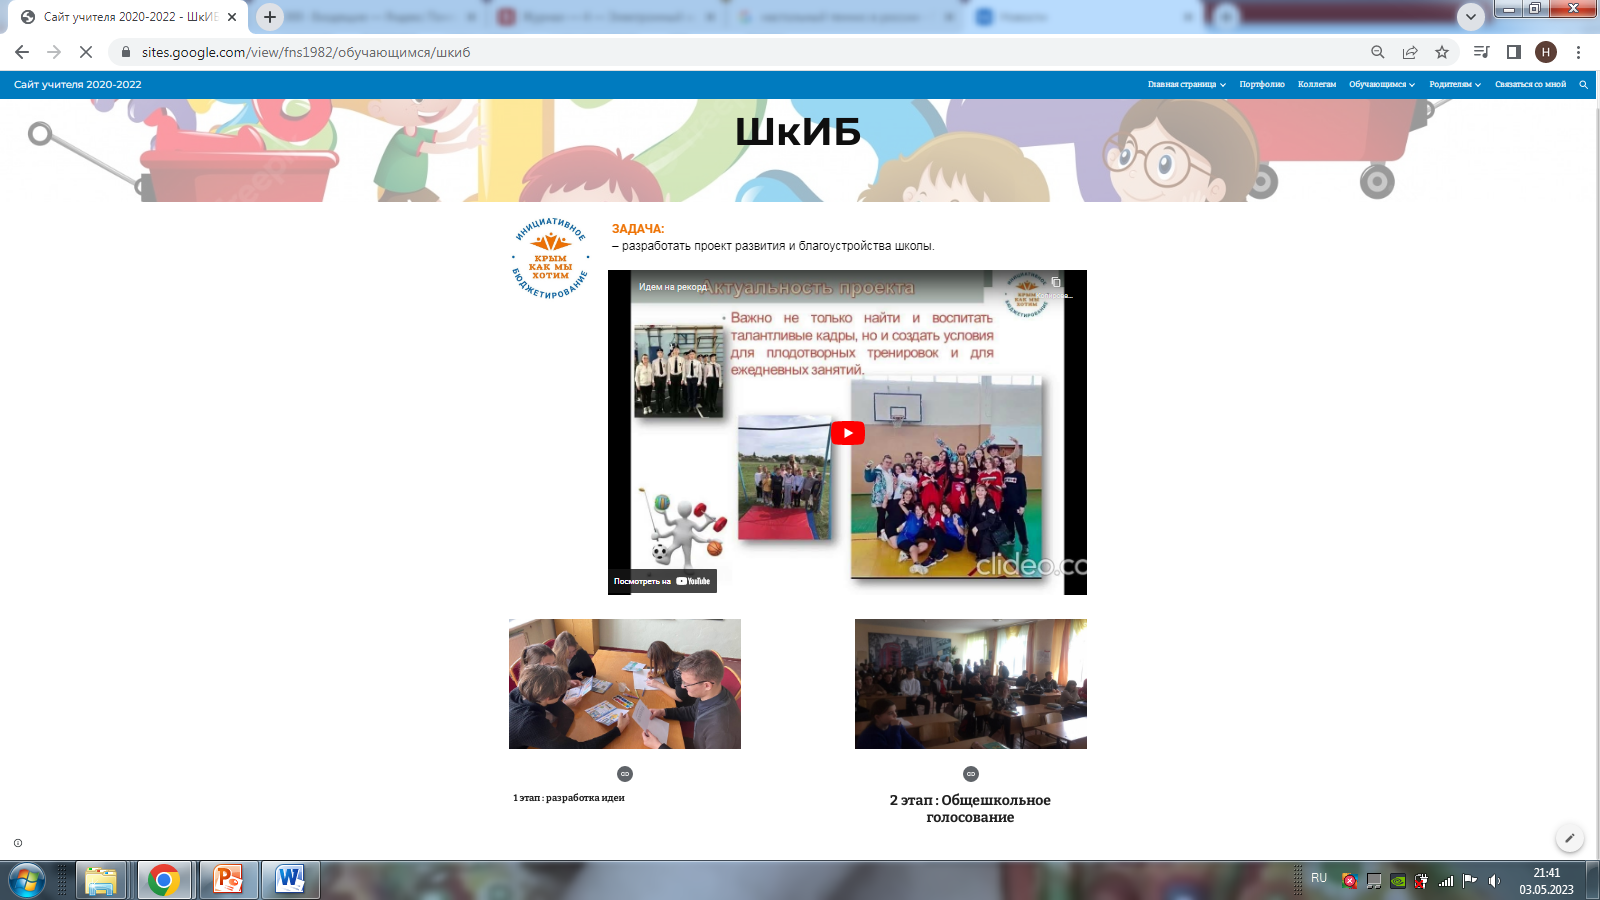 Сайт учителя 2020-2022 - ШкИБ
sites.google.com/view/fns1982/обучающимся/шкиб
Н
Сайт учителя 2020-2022
Главная страница
Портфолио
Коллегам
Обучающимся
Родителям
Связаться со мной
ШкИБ
ИНИЦИАТИВНОЕ
КРЫМ
КАК МЫ
ХОТИМ
БЮДЖЕТИРОВАНИЕ
ЗАДАЧА:
– разработать проект развития и благоустройства школы.
Идем на рекорд
Актуальность проекта
КРЫМ
КАК МЫ
ХОТИМ
• Важно не только найти и воспитать
талантливые кадры, но и создать условия
для плодотворных тренировок и для
ежедневных занятий.
clideo.co
Посмотреть на YouTube
1 этап : разработка идеи
2 этап : Общешкольное
голосование
RU
21:41
03.05.2023